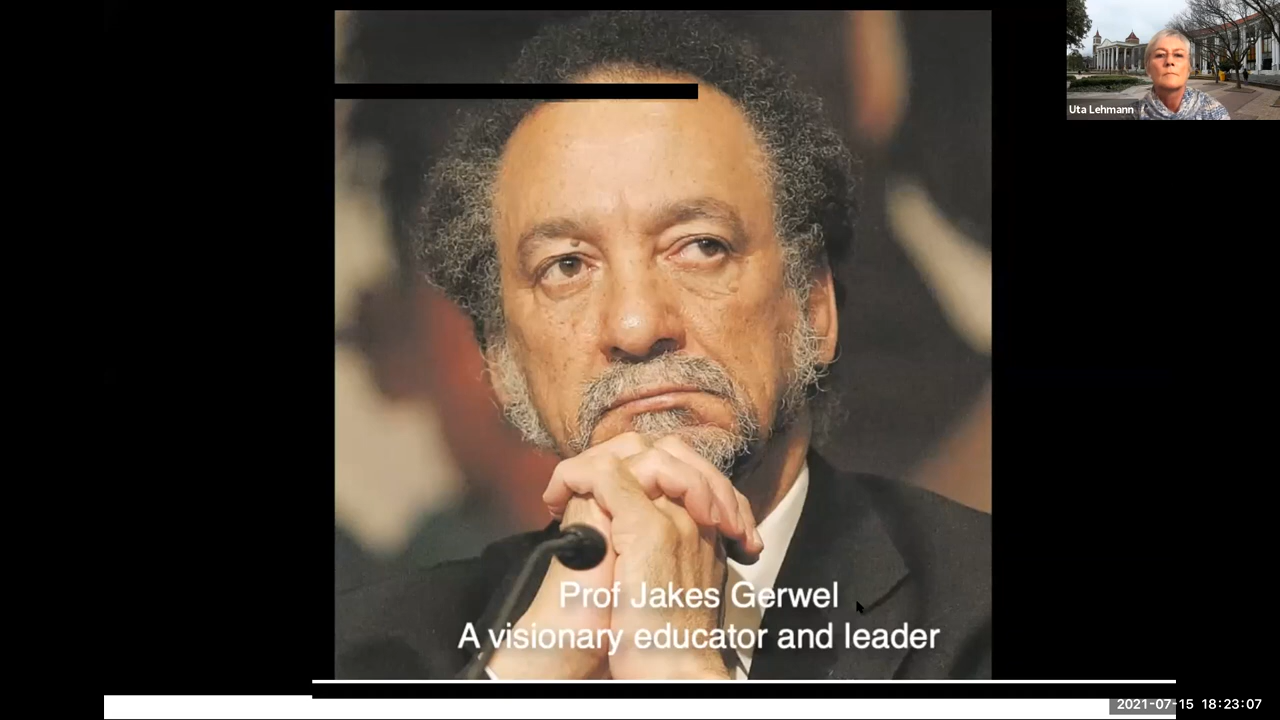 Uta Lehmann
Prof Jakes Gerwel
A visionary educator and leader
2021-07-15 18:23:07